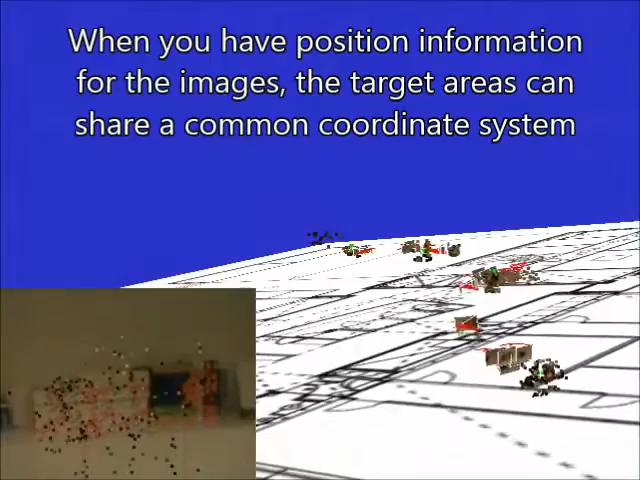 When you have position information
for the images, the target areas can
share a common coordinate system